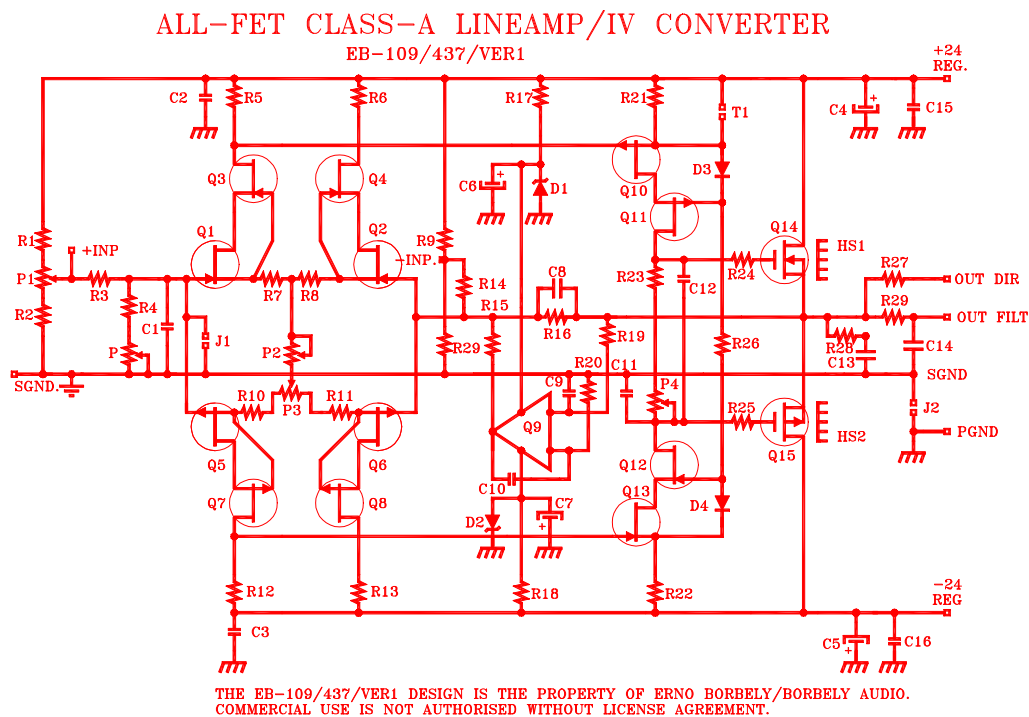 ALL-FET CLASS-A LINEAMP/IV CONVERTER
EB-109/437/VER1
+24
REG.
C2
R5
R6
R17
R21
T1
C4
+
C15
Q3
Q4
C6
+
D1
Q10
D3
Q11
R1
+INP
Q1
Q2
R9
-INP.
Q14
HS1
P1
R3
R7
R8
R14
C8
R23
C12
R24
R27
OUT DIR
R2
R4
C1
R15
R16
R19
R29
OUT FILT
P
J1
P2
R29
R20
C11
R26
R28
C13
C14
SGND.
R10
P3
R11
C9
P4
SGND
Q9
R25
J2
HS2
PGND
Q5
Q6
Q12
Q15
C10
Q7
Q8
D2
C7
+
Q13
D4
R12
R13
R18
R22
-24
REG
C3
C5
+
C16
THE EB-109/437/VER1 DESIGN IS THE PROPERTY OF ERNO BORBELY/BORBELY AUDIO.
COMMERCIAL USE IS NOT AUTHORISED WITHOUT LICENSE AGREEMENT.